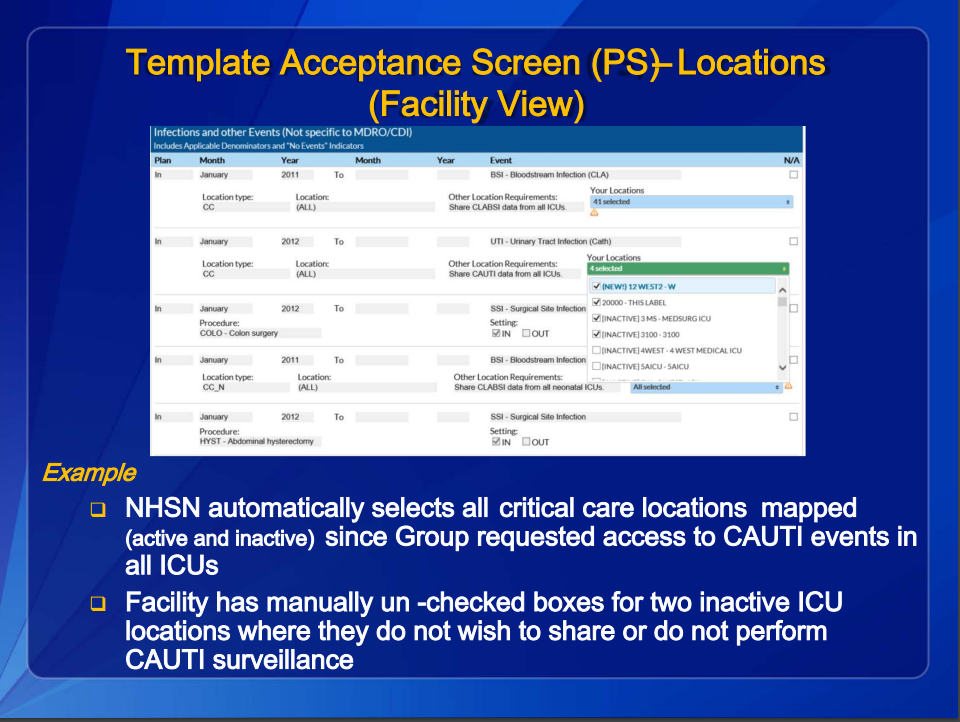 Template Acceptance Screen (PS)– Locations
(Facility View)
Infections and other Events (Not specific to MDRO/CDI)
Includes Applicable Denominators and "No Events" Indicators
Plan Month Year Month Year Event N/A
In January 2011 To BSI - Bloodstream Infection (CLA)
Location type: Location: Other Location Requirements: Your Locations
CC (ALL) Share CLABSI data from all ICUs. 41 selected
In January 2012 To UTI - Urinary Tract Infection (Cath)
Location type: Location: Other Location Requirements: Your Locations
CC (ALL) Share CAUTI data from all ICUs. 4 selected
(NEW!) 12 WEST2 - W
20000 - THIS LABEL
[INACTIVE] 3 MS - MEDSURG ICU
[INACTIVE] 3100 - 3100
[INACTIVE] 4WEST - 4 WEST MEDICAL ICU
[INACTIVE] 5AICU - 5AICU
In January 2012 To SSI - Surgical Site Infection
Procedure: Setting:
COLO - Colon surgery IN OUT
In January 2011 To BSI - Bloodstream Infection
Location type: Location: Other Location Requirements:
CC_N (ALL) Share CLABSI data from all neonatal ICUs. All selected
In January 2012 To SSI - Surgical Site Infection
Procedure: Setting:
HYST - Abdominal hysterectomy IN OUT
Example
NHSN automatically selects all critical care locations mapped
(active and inactive) since Group requested access to CAUTI events in
all ICUs
Facility has manually un -checked boxes for two inactive ICU
locations where they do not wish to share or do not perform
CAUTI surveillance